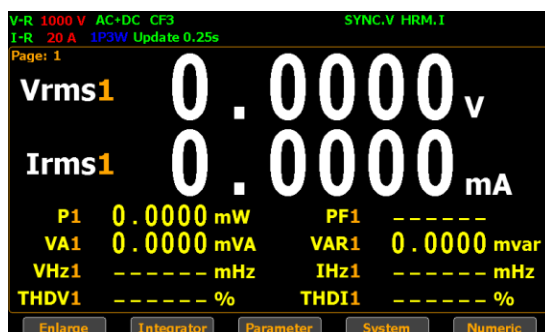 V-R 1000 V AC+DC CF3 SYNC.V HRM.I
I-R 20 A 1P3W Update 0.25s
Page: 1
Vrms1 0.0000 V
Irms1 0.0000 mA
P1 0.0000 mW PF1 ------
VA1 0.0000 mVA VAR1 0.0000 mvar
VHz1 ------ mHz IHz1 ------ mHz
THDV1 ------ % THDI1 ------ %
Enlarge Integrator Parameter System Numeric